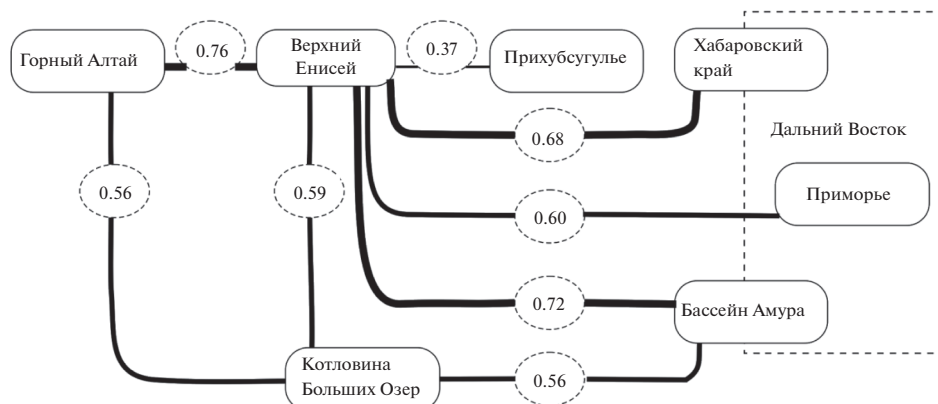 Горный Алтай
0.76
Верхний
Енисей
0.37
Прихубсугулье
Хабаровский
край
0.68
Дальний Восток
0.56
0.59
0.60
Приморье
0.72
Бассейн Амура
Котловина
Больших Озер
0.56